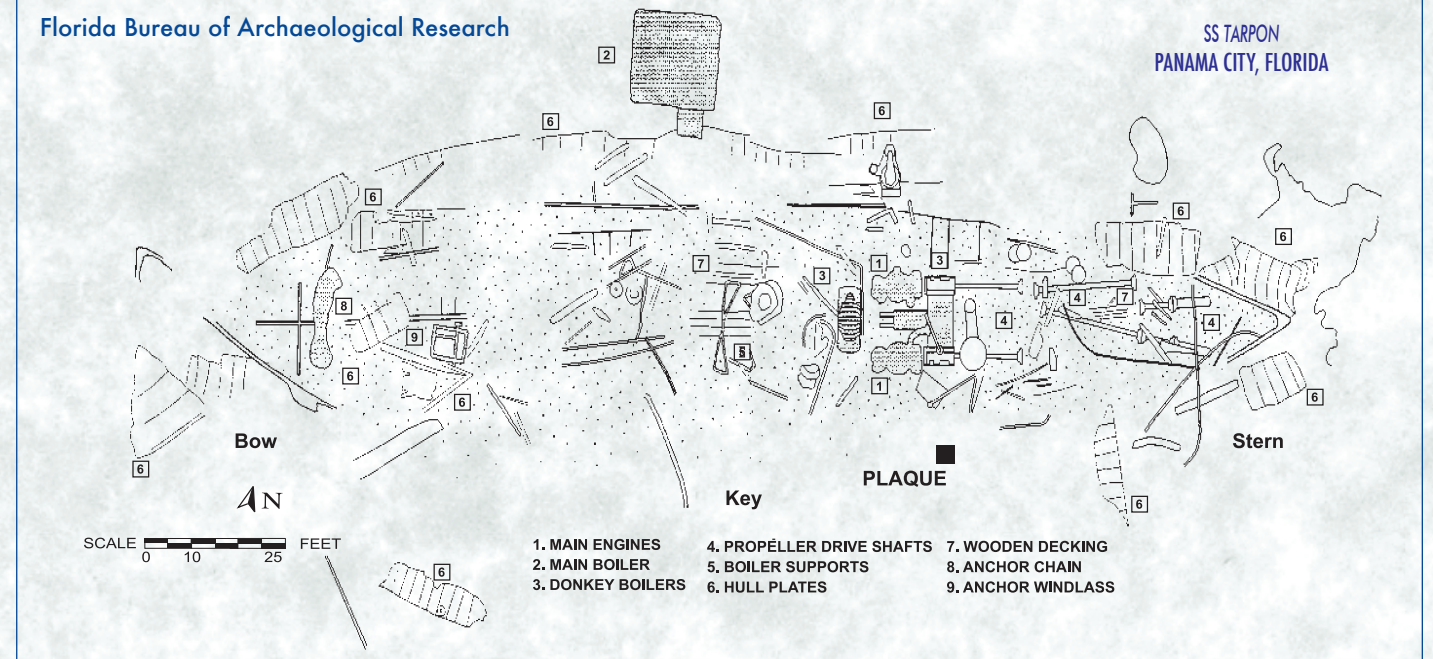 Florida Bureau of Archaeological Research
SS TARPON
PANAMA CITY, FLORIDA
2
6
6
6
6
6
7
3
1
3
8
4
7
4
4
9
5
6
1
6
6
6
Bow
Stern
PLAQUE
N
Key
6
SCALE 0 10 25 FEET
6
1. MAIN ENGINES
2. MAIN BOILER
3. DONKEY BOILERS
4. PROPELLER DRIVE SHAFTS
5. BOILER SUPPORTS
6. HULL PLATES
7. WOODEN DECKING
8. ANCHOR CHAIN
9. ANCHOR WINDLASS